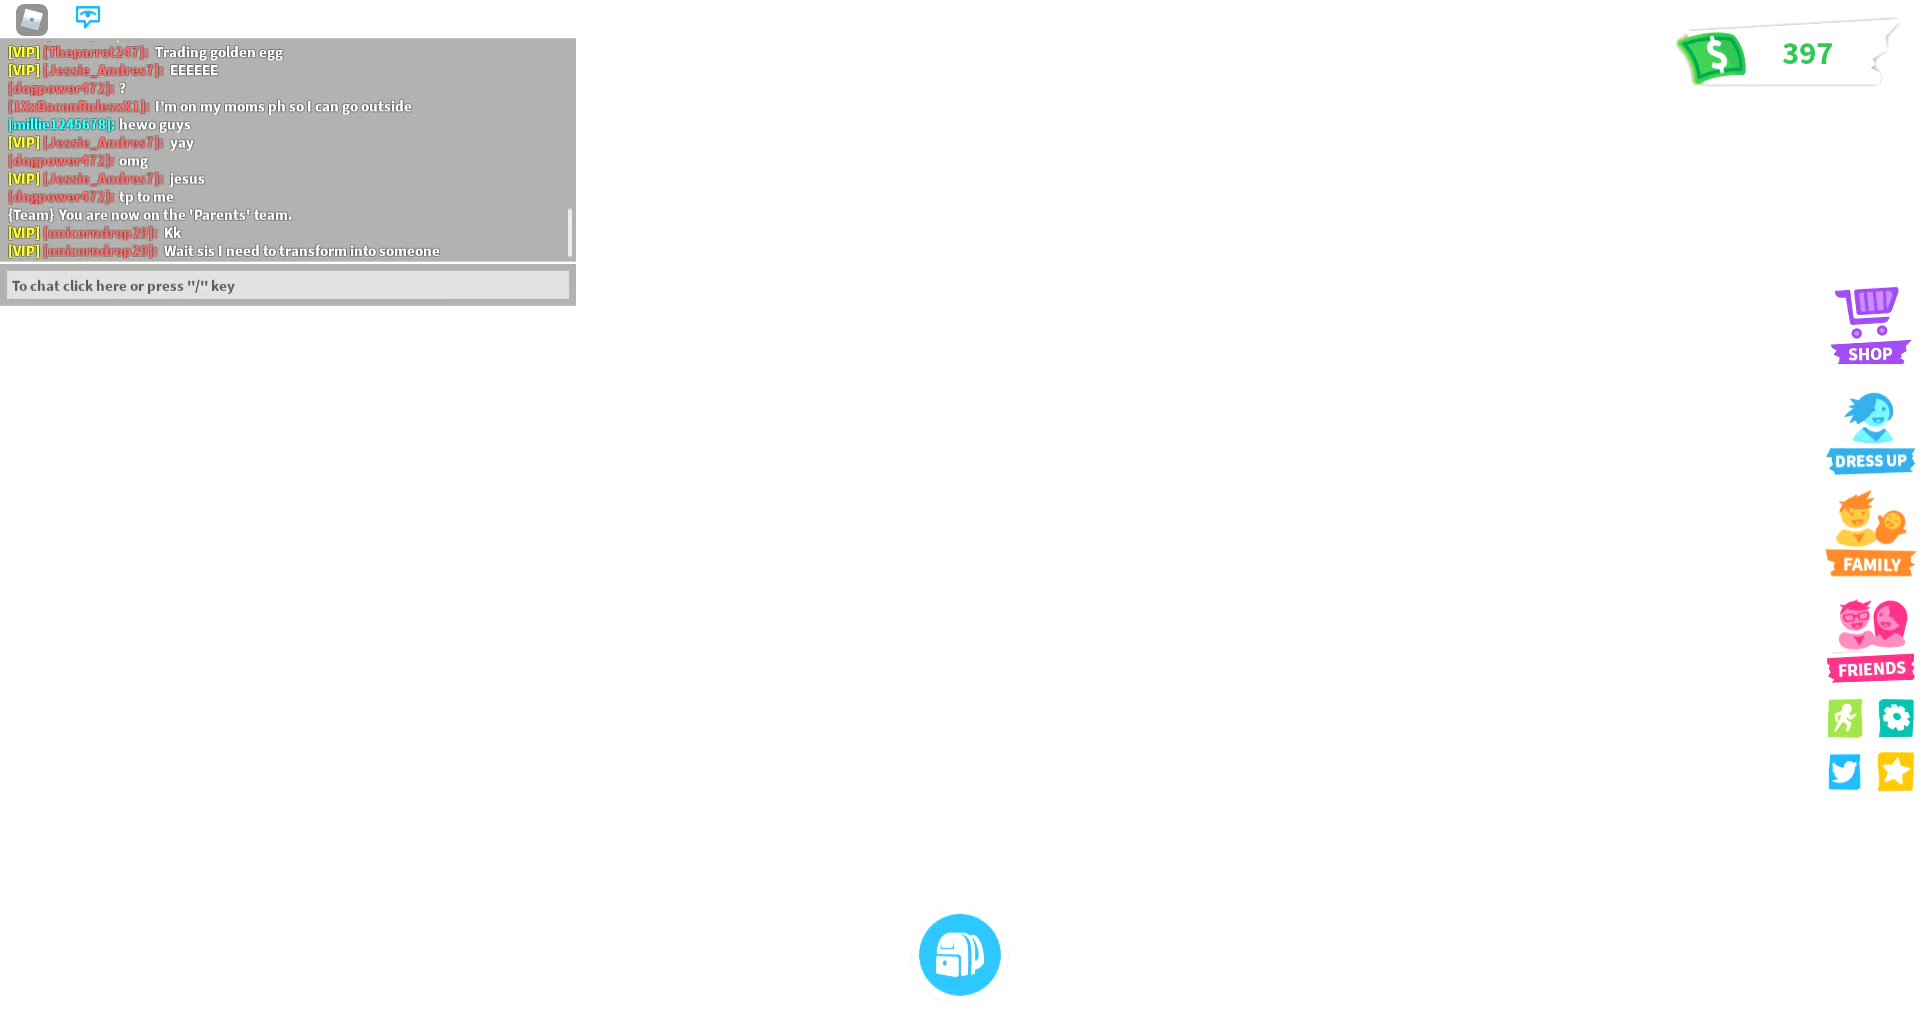 [VIP] [Theparrot247]: Trading golden egg
[VIP] [Jessie_Andres7]: EEEEEE
[dogpower472]: ?
[1XxBaconRulesxX1]: I'm on my moms ph so I can go outside
[millie1245678]: hewo guys
[VIP] [Jessie_Andres7]: yay
[dogpower472]: omg
[VIP] [Jessie_Andres7]: jesus
[dogpower472]: tp to me
{Team} You are now on the 'Parents' team.
[VIP] [unicorndrop29]: Kk
[VIP] [unicorndrop29]: Wait sis I need to transform into someone
To chat click here or press "/" key
$ 397
SHOP
DRESS UP
FAMILY
FRIENDS